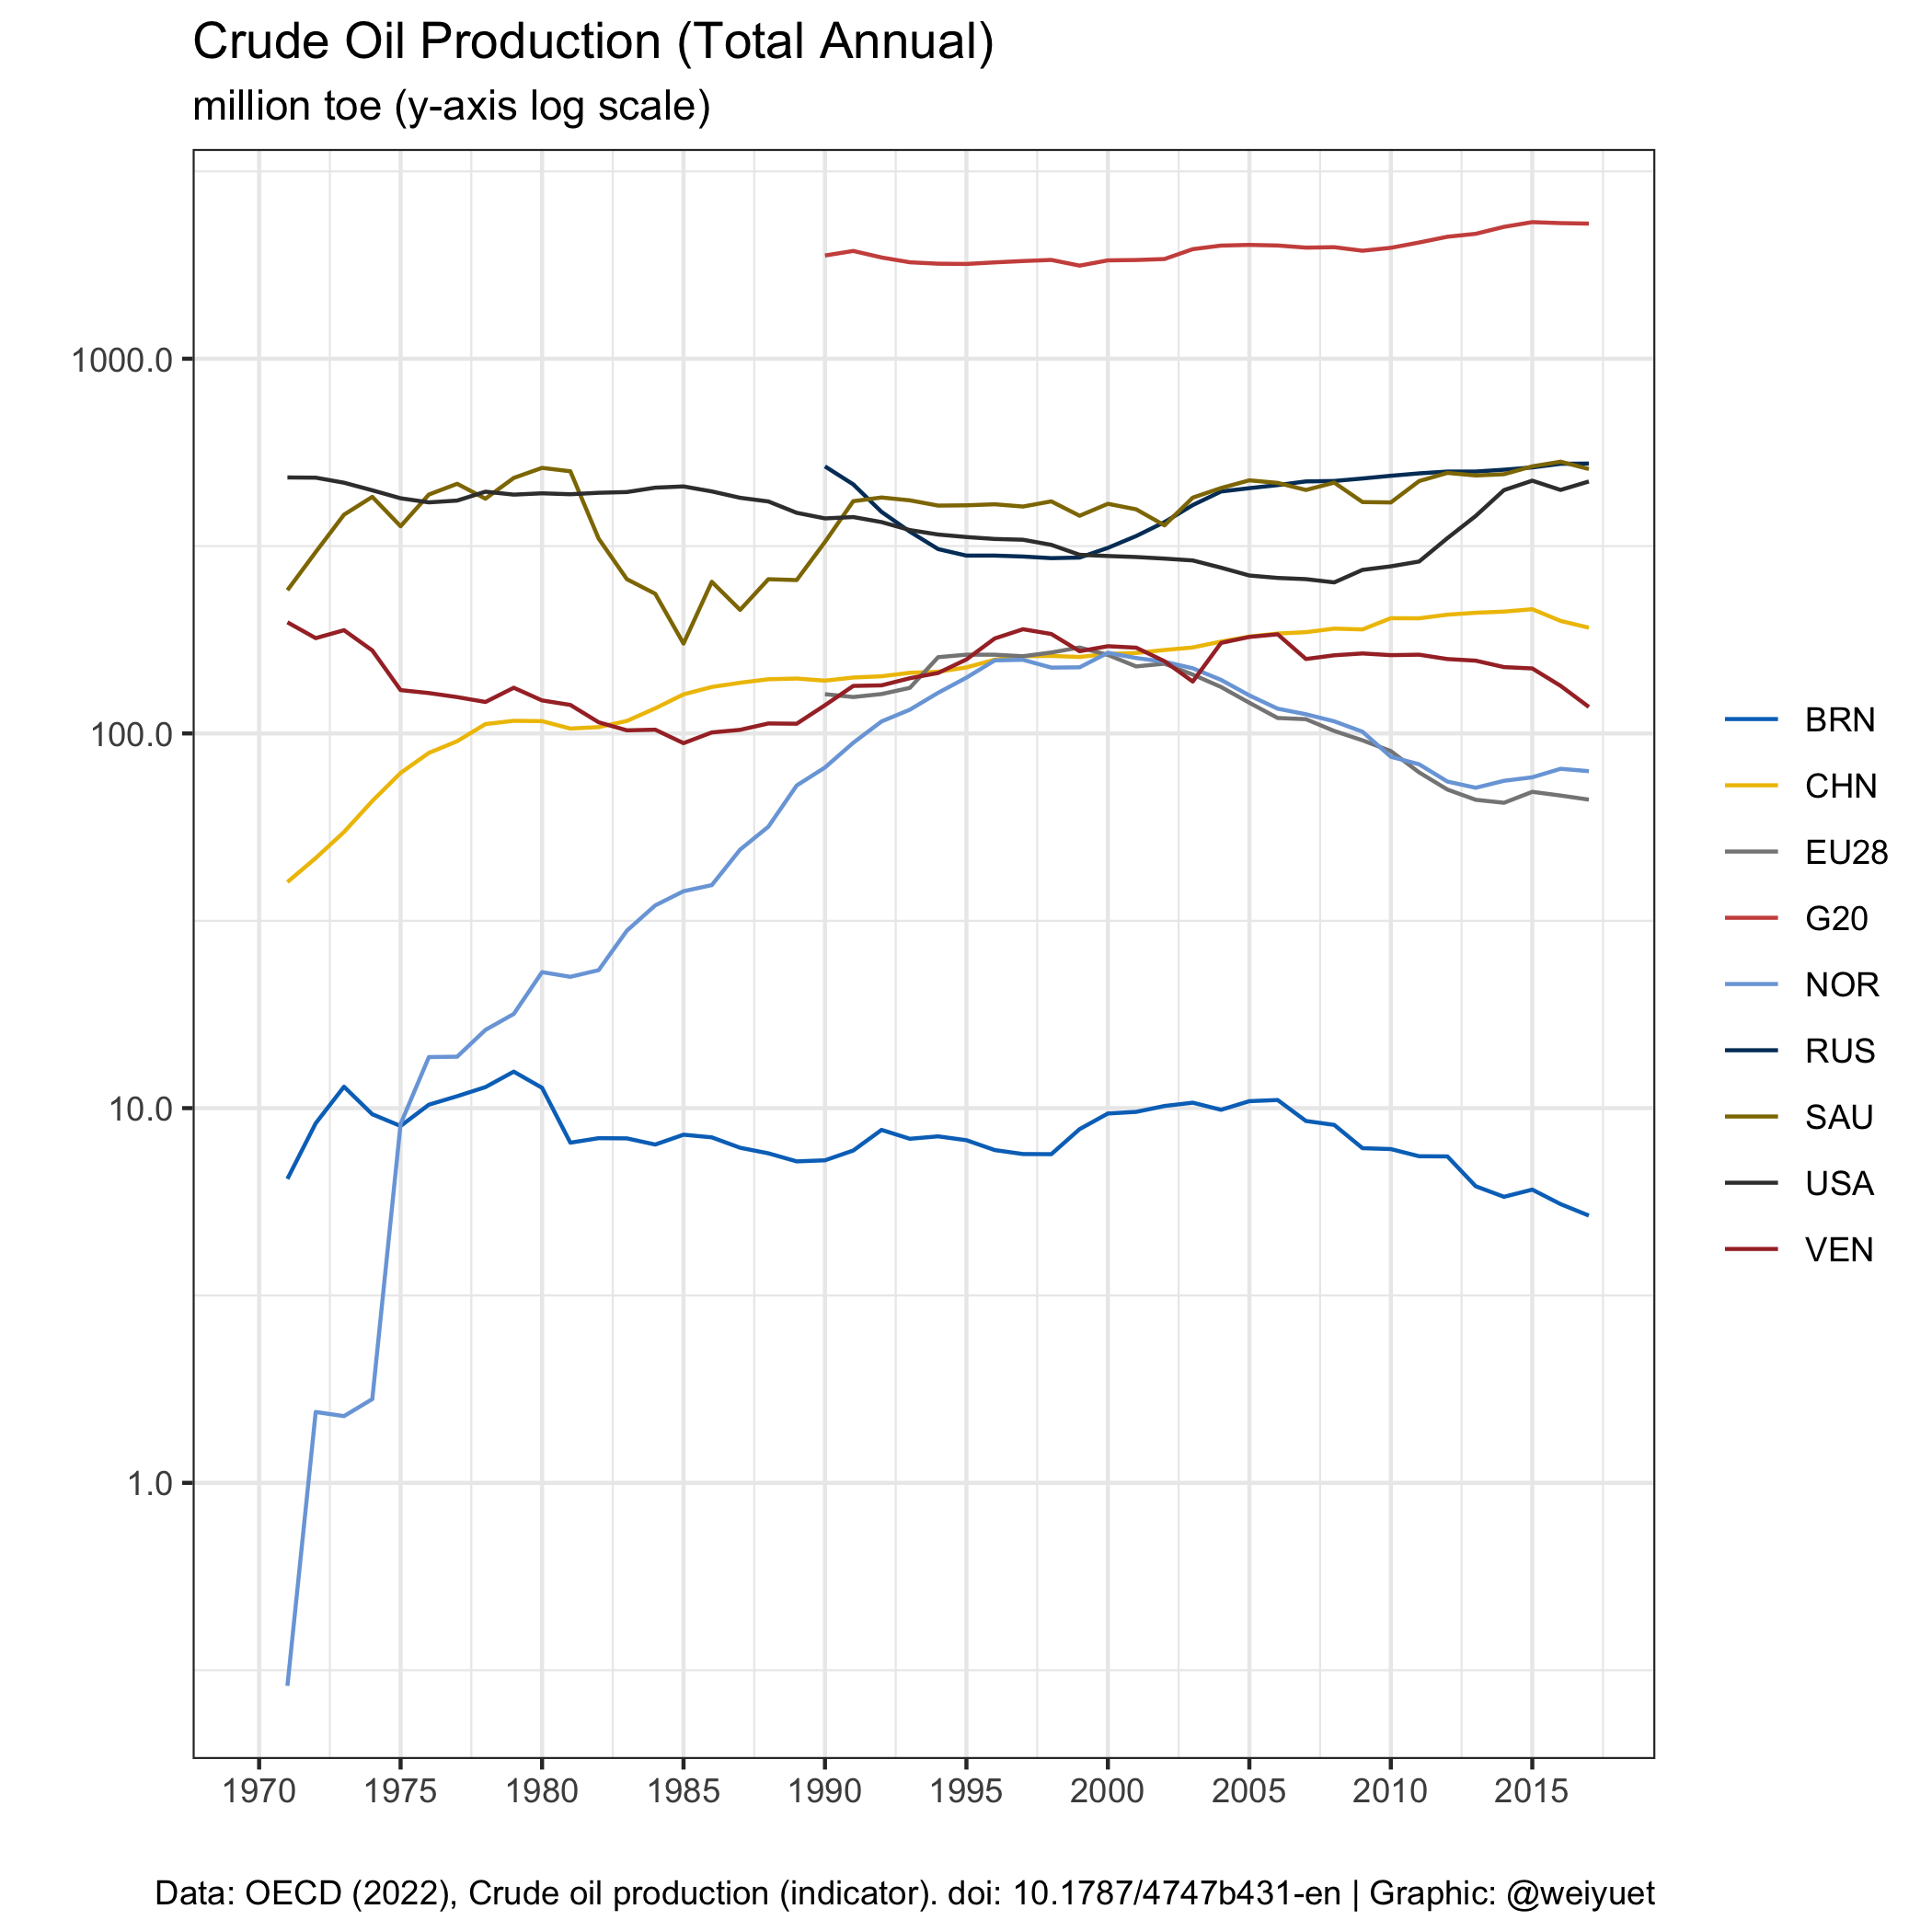 Crude Oil Production (Total Annual)
million toe (y-axis log scale)
1000.0
100.0
10.0
1.0
1970 1975 1980 1985 1990 1995 2000 2005 2010 2015
BRN
CHN
EU28
G20
NOR
RUS
SAU
USA
VEN
Data: OECD (2022), Crude oil production (indicator). doi: 10.1787/4747b431-en | Graphic: @weiyuet